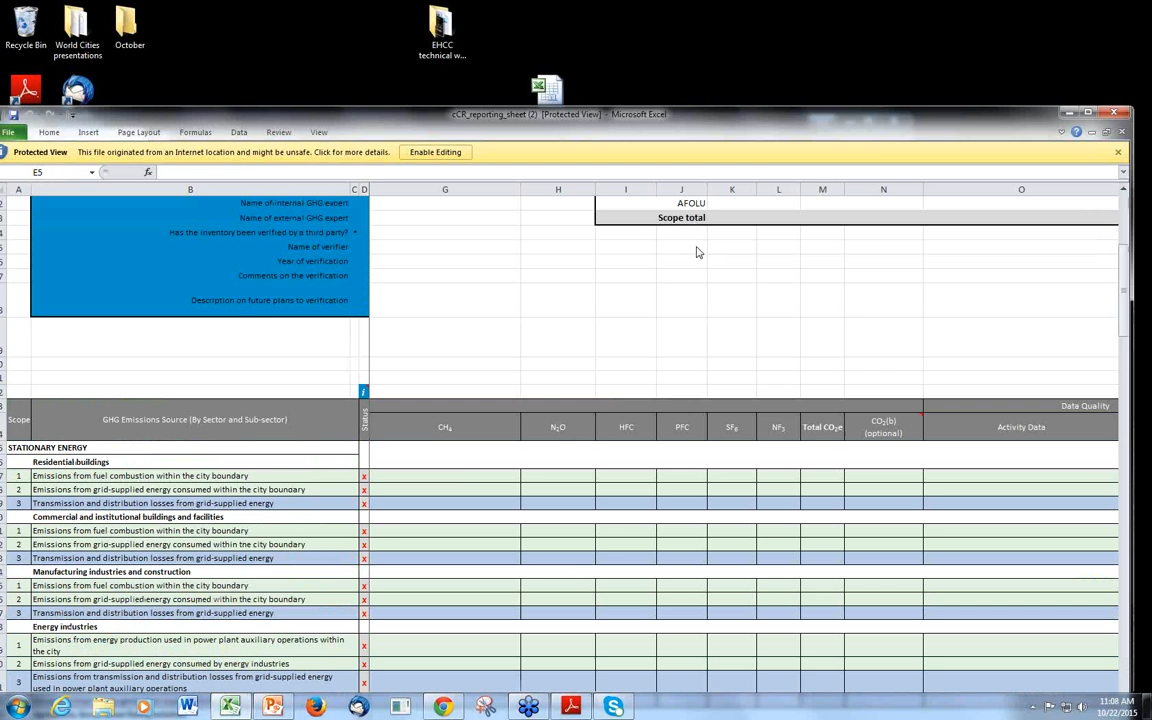 Recycle Bin
World Cities
presentations
October
EHCC
technical w...
cCR_reporting_sheet (2) [Protected View] - Microsoft Excel
File Home Insert Page Layout Formulas Data Review View
Protected View This file originated from an Internet location and might be unsafe. Click for more details. Enable Editing
E5 fx
A B C D G H I J K L M N O
Name of internal GHG expert
AFOLU
Name of external GHG expert
Scope total
Has the inventory been verified by a third party?
Name of verifier
Year of verification
Comments on the verification
Description on future plans to verification
i
Data Quality
Scope GHG Emissions Source (By Sector and Sub-sector) Status CH₄ N₂O HFC PFC SF₆ NF₃ Total CO₂e CO₂(b) (optional) Activity Data
STATIONARY ENERGY
Residential buildings
1 Emissions from fuel combustion within the city boundary x
2 Emissions from grid-supplied energy consumed within the city boundary x
3 Transmission and distribution losses from grid-supplied energy x
Commercial and institutional buildings and facilities
1 Emissions from fuel combustion within the city boundary x
2 Emissions from grid-supplied energy consumed within the city boundary x
3 Transmission and distribution losses from grid-supplied energy x
Manufacturing industries and construction
1 Emissions from fuel combustion within the city boundary x
2 Emissions from grid-supplied energy consumed within the city boundary x
3 Transmission and distribution losses from grid-supplied energy x
Energy industries
1 Emissions from energy production used in power plant auxiliary operations within
the city x
2 Emissions from grid-supplied energy consumed by energy industries x
3 Emissions from transmission and distribution losses from grid-supplied energy
used in power plant auxiliary operations x
11:08 AM
10/22/2015